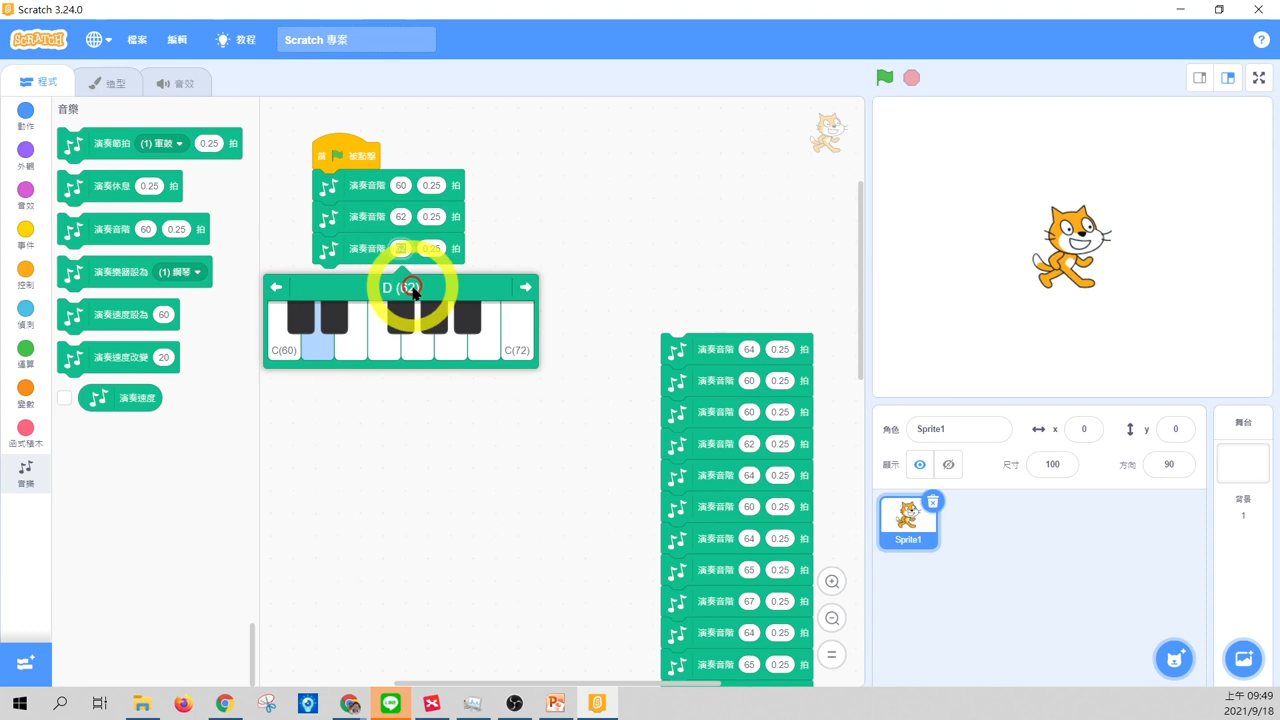 Scratch 3.24.0
SCRATCH
檔案
編輯
教程
Scratch 專案
程式
造型
音效
動作
外觀
音效
事件
控制
偵測
運算
變數
函式積木
音樂
音樂
演奏節拍 (1) 軍鼓 0.25 拍
演奏休息 0.25 拍
演奏音階 60 0.25 拍
演奏樂器設為 (1) 鋼琴
演奏速度設為 60
演奏速度改變 20
演奏速度
當 被點擊
演奏音階 60 0.25 拍
演奏音階 62 0.25 拍
演奏音階 0.25 拍
D (62)
C(60)
C(72)
演奏音階 64 0.25 拍
演奏音階 60 0.25 拍
演奏音階 60 0.25 拍
演奏音階 62 0.25 拍
演奏音階 64 0.25 拍
演奏音階 60 0.25 拍
演奏音階 64 0.25 拍
演奏音階 65 0.25 拍
演奏音階 67 0.25 拍
演奏音階 64 0.25 拍
演奏音階 65 0.25 拍
角色 Sprite1 x 0 y 0
顯示 尺寸 100 方向 90
Sprite1
舞台
背景
1
LINE
上午 09:49
2021/9/18